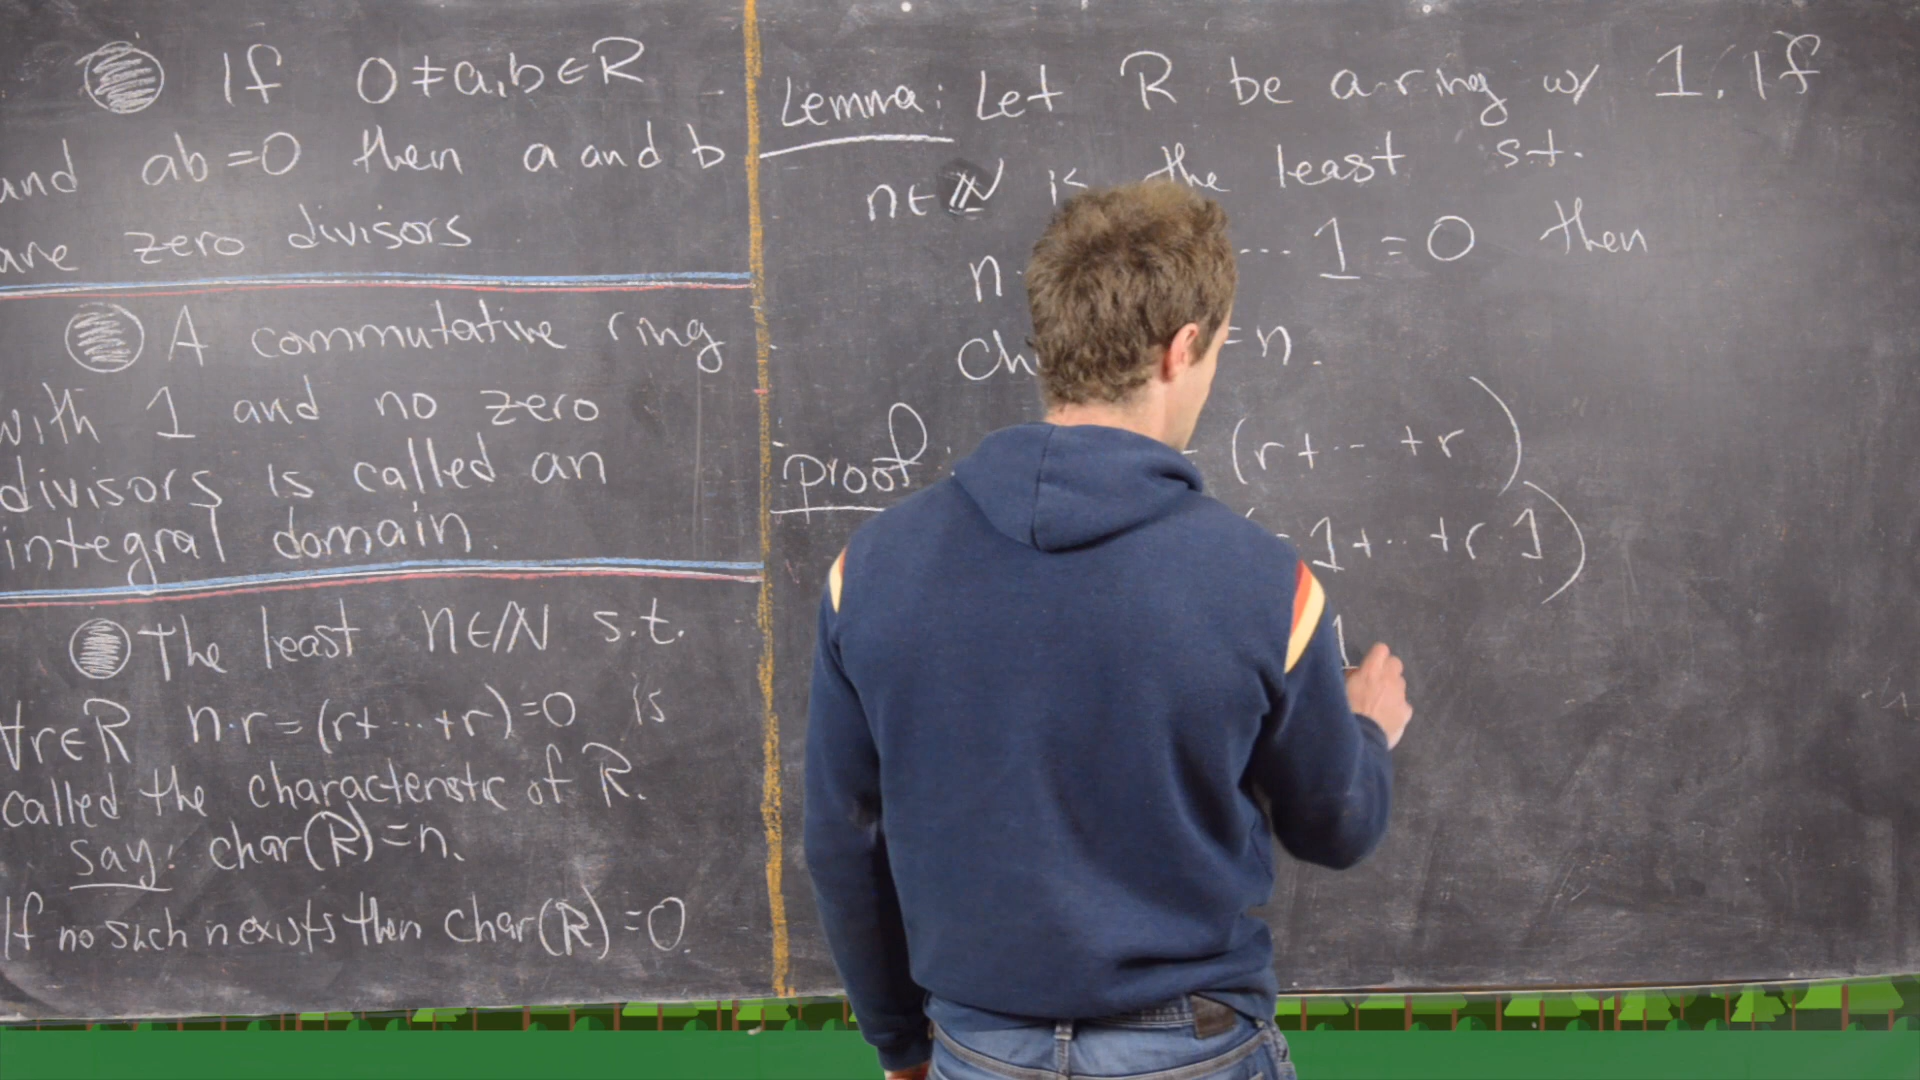 If 0≠a,b∈R
and ab=0 then a and b
are zero divisors
A commutative ring
with 1 and no zero
divisors is called an
integral domain.
The least n∈ℕ s.t.
∀r∈R n·r=(r+···+r)=0 is
called the characteristic of R.
say: char(R)=n.
If no such n exists then char(R)=0.
Lemma: Let R be a ring w/ 1. If
n∈ℕ is the least s.t.
n· ··· 1=0 then
ch =n.
proof: (r+··+r)
1+··+r·1)
1